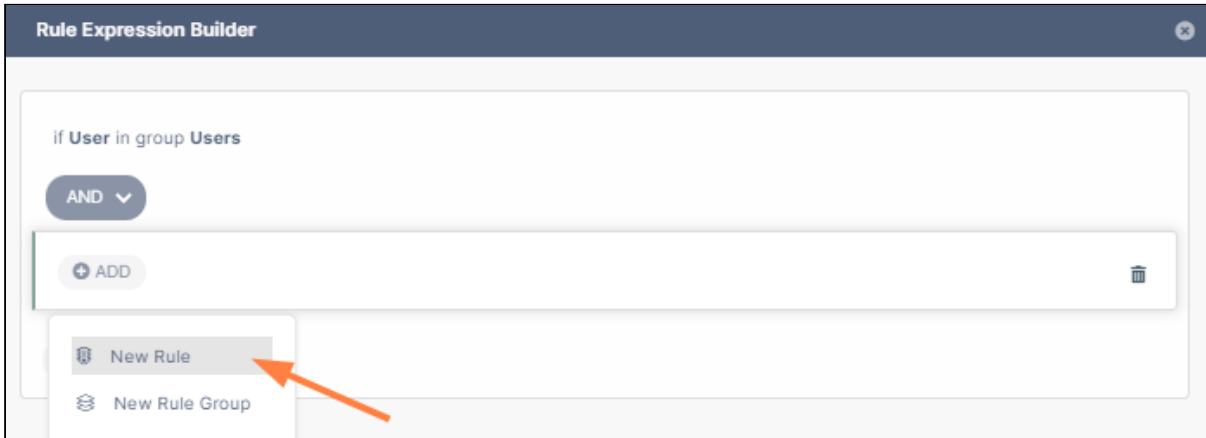 Rule Expression Builder
if User in group Users
AND
ADD
New Rule
New Rule Group